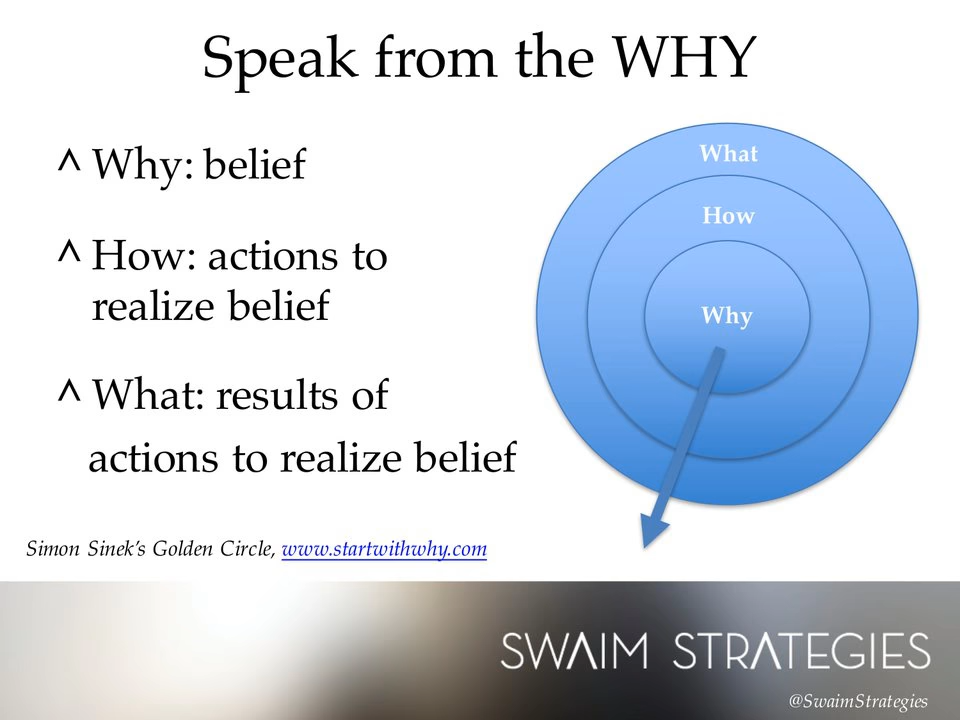 Speak from the WHY
^ Why: belief
^ How: actions to
realize belief
^ What: results of
actions to realize belief
What
How
Why
Simon Sinek’s Golden Circle, www.startwithwhy.com
SWAIM STRATEGIES
@SwaimStrategies